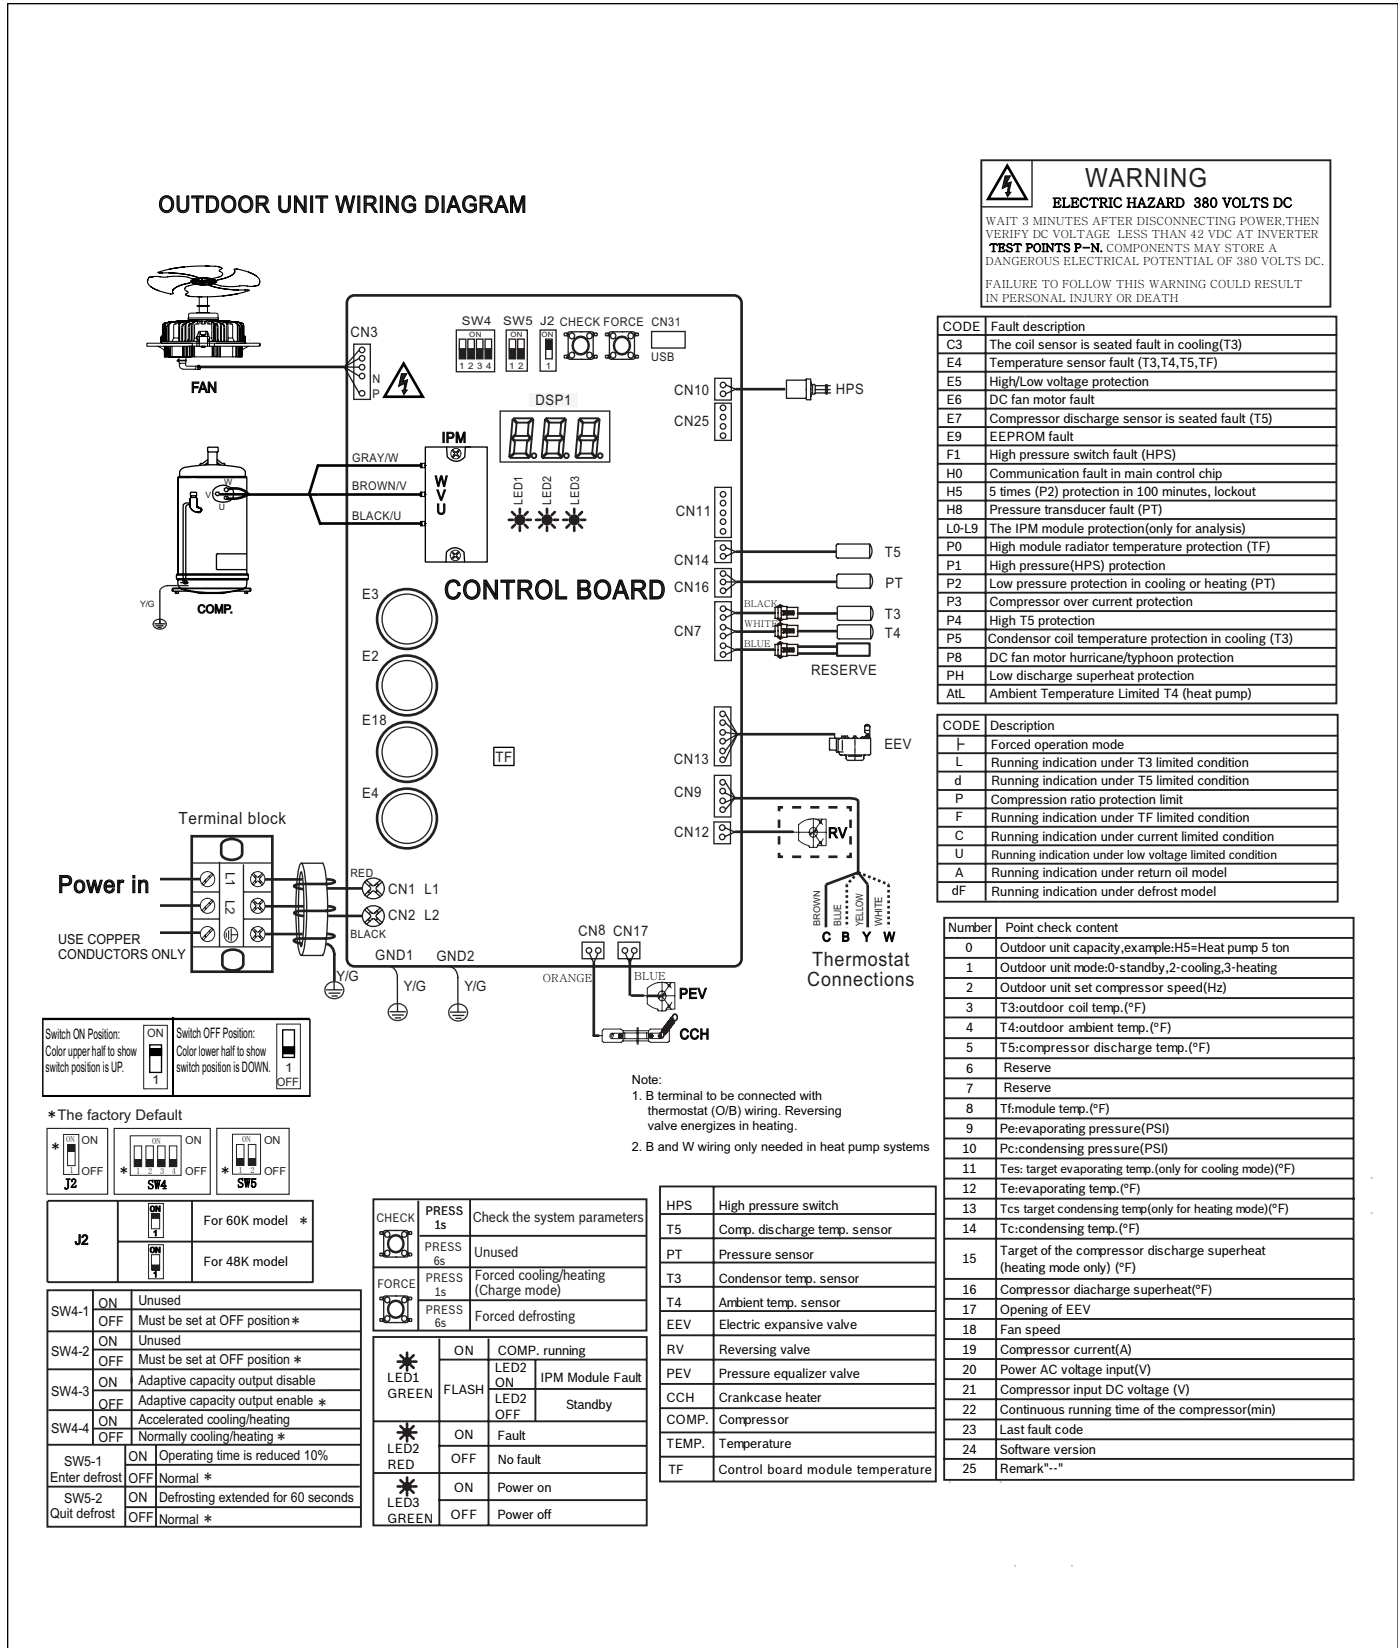 OUTDOOR UNIT WIRING DIAGRAM
WARNING
ELECTRIC HAZARD 380 VOLTS DC
WAIT 3 MINUTES AFTER DISCONNECTING POWER,THEN
VERIFY DC VOLTAGE LESS THAN 42 VDC AT INVERTER
TEST POINTS P-N. COMPONENTS MAY STORE A
DANGEROUS ELECTRICAL POTENTIAL OF 380 VOLTS DC.
FAILURE TO FOLLOW THIS WARNING COULD RESULT
IN PERSONAL INJURY OR DEATH
FAN
CN3
N
P
SW4
ON
1 2 3 4
SW5
ON
1 2
J2
ON
1
CHECK
FORCE
CN31
USB
DSP1
LED1
LED2
LED3
IPM
W
V
U
GRAY/W
BROWN/V
BLACK/U
W
V
U
Y/G
COMP.
CONTROL BOARD
E3
E2
E18
E4
TF
CN10
HPS
CN25
CN11
CN14
T5
CN16
PT
CN7
BLACK
T3
WHITE
T4
BLUE
RESERVE
CN13
EEV
CN9
CN12
RV
BROWN
BLUE
YELLOW
WHITE
C B Y W
Thermostat
Connections
Terminal block
Power in
L1
L2
USE COPPER
CONDUCTORS ONLY
RED
CN1 L1
CN2 L2
BLACK
Y/G
GND1
Y/G
GND2
Y/G
CN8
CN17
ORANGE
BLUE
PEV
CCH
Switch ON Position:
Color upper half to show
switch position is UP.
ON
1
Switch OFF Position:
Color lower half to show
switch position is DOWN.
1
OFF
*The factory Default
* ON 1 ON OFF
J2
* ON 1 2 3 4 ON OFF
SW4
* 1 2 ON OFF
SW5
J2
ON 1 For 60K model *
ON 1 For 48K model
SW4-1 ON Unused
OFF Must be set at OFF position *
SW4-2 ON Unused
OFF Must be set at OFF position *
SW4-3 ON Adaptive capacity output disable
OFF Adaptive capacity output enable *
SW4-4 ON Accelerated cooling/heating
OFF Normally cooling/heating *
SW5-1
Enter defrost
ON Operating time is reduced 10%
OFF Normal *
SW5-2
Quit defrost
ON Defrosting extended for 60 seconds
OFF Normal *
Note:
1. B terminal to be connected with
thermostat (O/B) wiring. Reversing
valve energizes in heating.
2. B and W wiring only needed in heat pump systems
CHECK
PRESS 1s Check the system parameters
PRESS 6s Unused
FORCE
PRESS 1s Forced cooling/heating
(Charge mode)
PRESS 6s Forced defrosting
LED1
GREEN
ON COMP. running
FLASH
LED2 ON IPM Module Fault
LED2 OFF Standby
LED2
RED
ON Fault
OFF No fault
LED3
GREEN
ON Power on
OFF Power off
HPS High pressure switch
T5 Comp. discharge temp. sensor
PT Pressure sensor
T3 Condensor temp. sensor
T4 Ambient temp. sensor
EEV Electric expansive valve
RV Reversing valve
PEV Pressure equalizer valve
CCH Crankcase heater
COMP. Compressor
TEMP. Temperature
TF Control board module temperature
CODE Fault description
C3 The coil sensor is seated fault in cooling(T3)
E4 Temperature sensor fault (T3,T4,T5,TF)
E5 High/Low voltage protection
E6 DC fan motor fault
E7 Compressor discharge sensor is seated fault (T5)
E9 EEPROM fault
F1 High pressure switch fault (HPS)
H0 Communication fault in main control chip
H5 5 times (P2) protection in 100 minutes, lockout
H8 Pressure transducer fault (PT)
L0-L9 The IPM module protection(only for analysis)
P0 High module radiator temperature protection (TF)
P1 High pressure(HPS) protection
P2 Low pressure protection in cooling or heating (PT)
P3 Compressor over current protection
P4 High T5 protection
P5 Condensor coil temperature protection in cooling (T3)
P8 DC fan motor hurricane/typhoon protection
PH Low discharge superheat protection
AtL Ambient Temperature Limited T4 (heat pump)
CODE Description
├ Forced operation mode
L Running indication under T3 limited condition
d Running indication under T5 limited condition
P Compression ratio protection limit
F Running indication under TF limited condition
C Running indication under current limited condition
U Running indication under low voltage limited condition
A Running indication under return oil model
dF Running indication under defrost model
Number Point check content
0 Outdoor unit capacity,example:H5=Heat pump 5 ton
1 Outdoor unit mode:0-standby,2-cooling,3-heating
2 Outdoor unit set compressor speed(Hz)
3 T3:outdoor coil temp.(°F)
4 T4:outdoor ambient temp.(°F)
5 T5:compressor discharge temp.(°F)
6 Reserve
7 Reserve
8 Tf:module temp.(°F)
9 Pe:evaporating pressure(PSI)
10 Pc:condensing pressure(PSI)
11 Tes: target evaporating temp.(only for cooling mode)(°F)
12 Te:evaporating temp.(°F)
13 Tcs target condensing temp(only for heating mode)(°F)
14 Tc:condensing temp.(°F)
15 Target of the compressor discharge superheat
(heating mode only) (°F)
16 Compressor diacharge superheat(°F)
17 Opening of EEV
18 Fan speed
19 Compressor current(A)
20 Power AC voltage input(V)
21 Compressor input DC voltage (V)
22 Continuous running time of the compressor(min)
23 Last fault code
24 Software version
25 Remark"--"